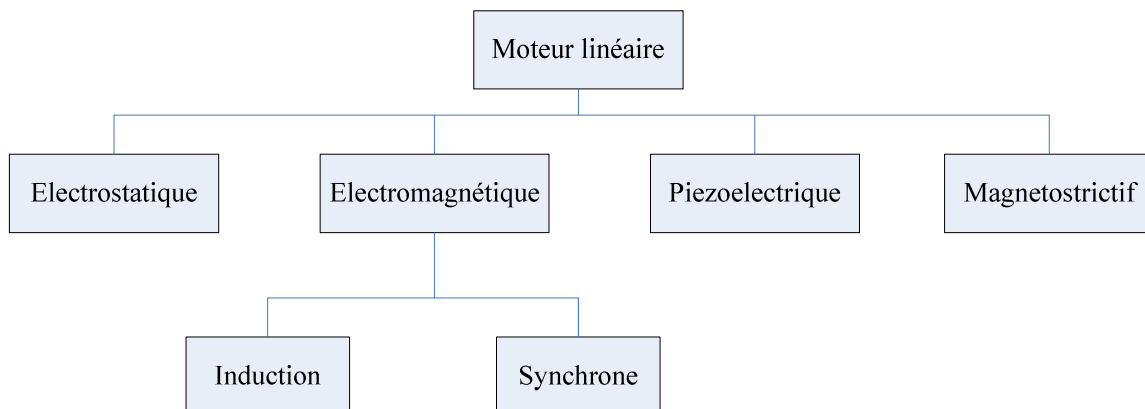 Moteur linéaire
Electrostatique
Electromagnétique
Piezoelectrique
Magnetostrictif
Induction
Synchrone